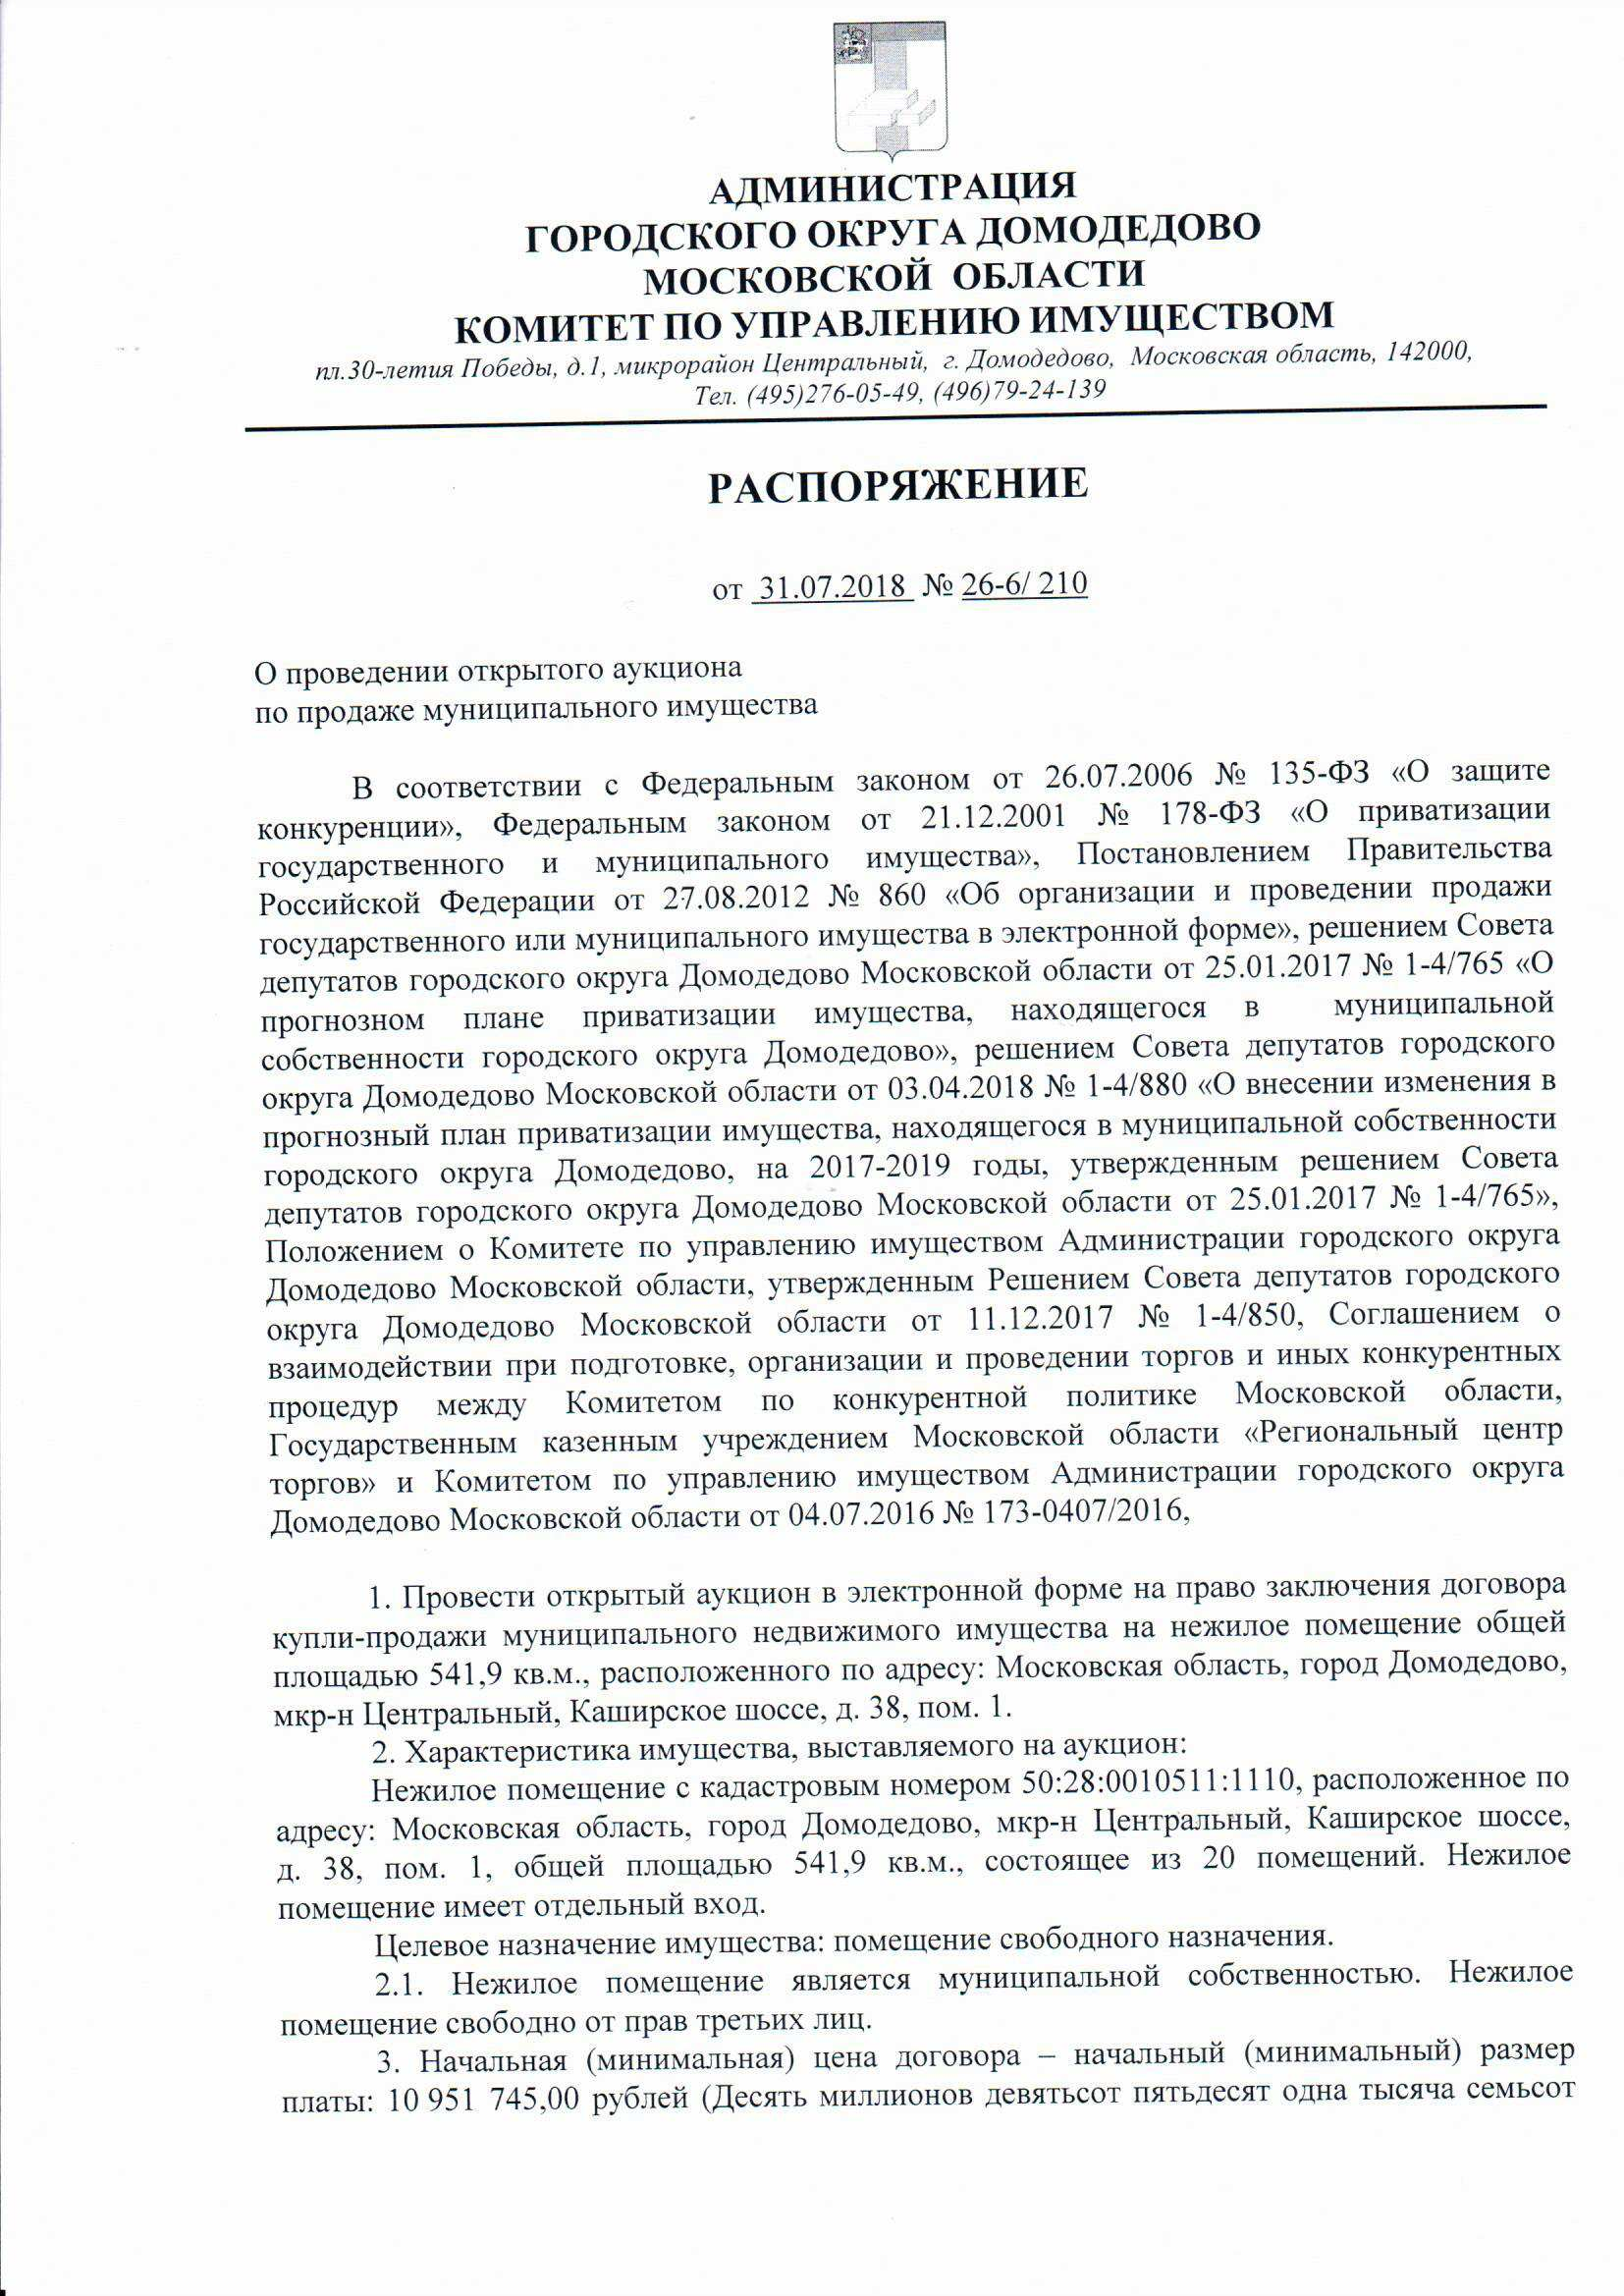 АДМИНИСТРАЦИЯ
ГОРОДСКОГО ОКРУГА ДОМОДЕДОВО
МОСКОВСКОЙ ОБЛАСТИ
КОМИТЕТ ПО УПРАВЛЕНИЮ ИМУЩЕСТВОМ
пл.30-летия Победы, д.1, микрорайон Центральный, г. Домодедово, Московская область, 142000,
Тел. (495)276-05-49, (496)79-24-139
РАСПОРЯЖЕНИЕ
от 31.07.2018 № 26-6/ 210
О проведении открытого аукциона
по продаже муниципального имущества
В соответствии с Федеральным законом от 26.07.2006 № 135-ФЗ «О защите
конкуренции», Федеральным законом от 21.12.2001 № 178-ФЗ «О приватизации
государственного и муниципального имущества», Постановлением Правительства
Российской Федерации от 27.08.2012 № 860 «Об организации и проведении продажи
государственного или муниципального имущества в электронной форме», решением Совета
депутатов городского округа Домодедово Московской области от 25.01.2017 № 1-4/765 «О
прогнозном плане приватизации имущества, находящегося в муниципальной
собственности городского округа Домодедово», решением Совета депутатов городского
округа Домодедово Московской области от 03.04.2018 № 1-4/880 «О внесении изменения в
прогнозный план приватизации имущества, находящегося в муниципальной собственности
городского округа Домодедово, на 2017-2019 годы, утвержденным решением Совета
депутатов городского округа Домодедово Московской области от 25.01.2017 № 1-4/765»,
Положением о Комитете по управлению имуществом Администрации городского округа
Домодедово Московской области, утвержденным Решением Совета депутатов городского
округа Домодедово Московской области от 11.12.2017 № 1-4/850, Соглашением о
взаимодействии при подготовке, организации и проведении торгов и иных конкурентных
процедур между Комитетом по конкурентной политике Московской области,
Государственным казенным учреждением Московской области «Региональный центр
торгов» и Комитетом по управлению имуществом Администрации городского округа
Домодедово Московской области от 04.07.2016 № 173-0407/2016,
1. Провести открытый аукцион в электронной форме на право заключения договора
купли-продажи муниципального недвижимого имущества на нежилое помещение общей
площадью 541,9 кв.м., расположенного по адресу: Московская область, город Домодедово,
мкр-н Центральный, Каширское шоссе, д. 38, пом. 1.
2. Характеристика имущества, выставляемого на аукцион:
Нежилое помещение с кадастровым номером 50:28:0010511:1110, расположенное по
адресу: Московская область, город Домодедово, мкр-н Центральный, Каширское шоссе,
д. 38, пом. 1, общей площадью 541,9 кв.м., состоящее из 20 помещений. Нежилое
помещение имеет отдельный вход.
Целевое назначение имущества: помещение свободного назначения.
2.1. Нежилое помещение является муниципальной собственностью. Нежилое
помещение свободно от прав третьих лиц.
3. Начальная (минимальная) цена договора – начальный (минимальный) размер
платы: 10 951 745,00 рублей (Десять миллионов девятьсот пятьдесят одна тысяча семьсот